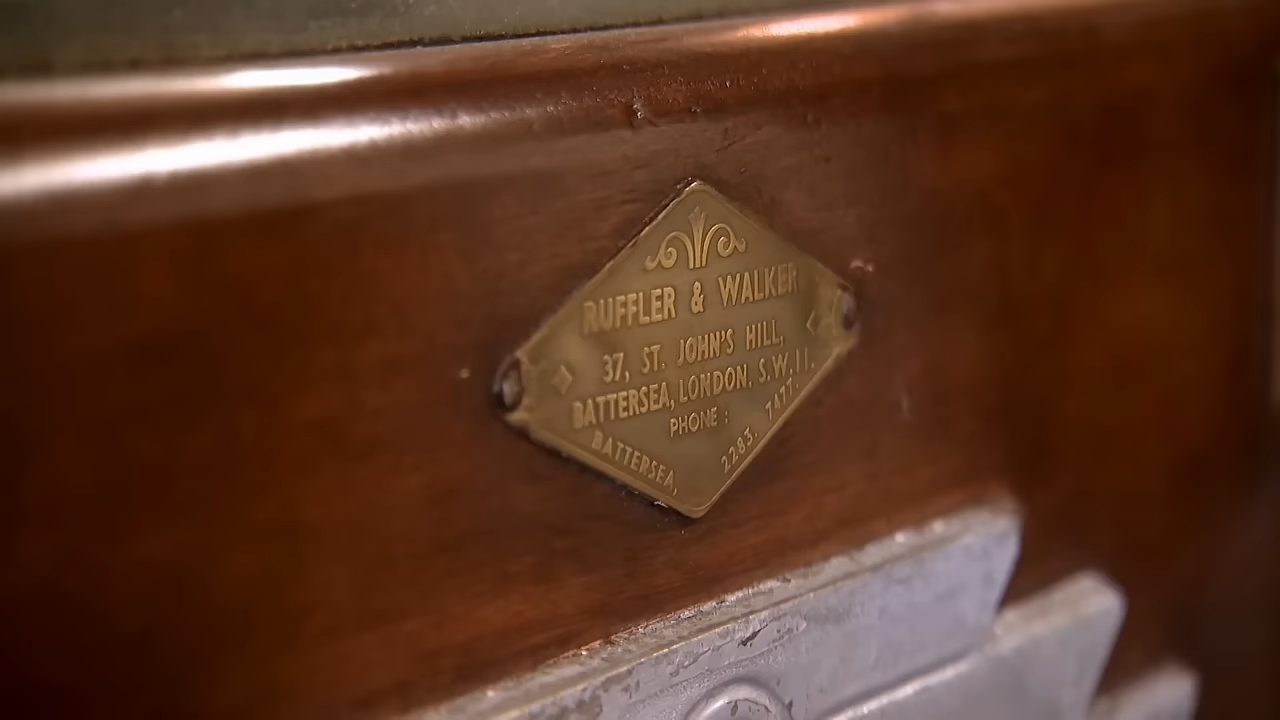 RUFFLER & WALKER
37, ST. JOHN'S HILL,
BATTERSEA, LONDON. S.W.11.
PHONE :
BATTERSEA, 2283. 7477.